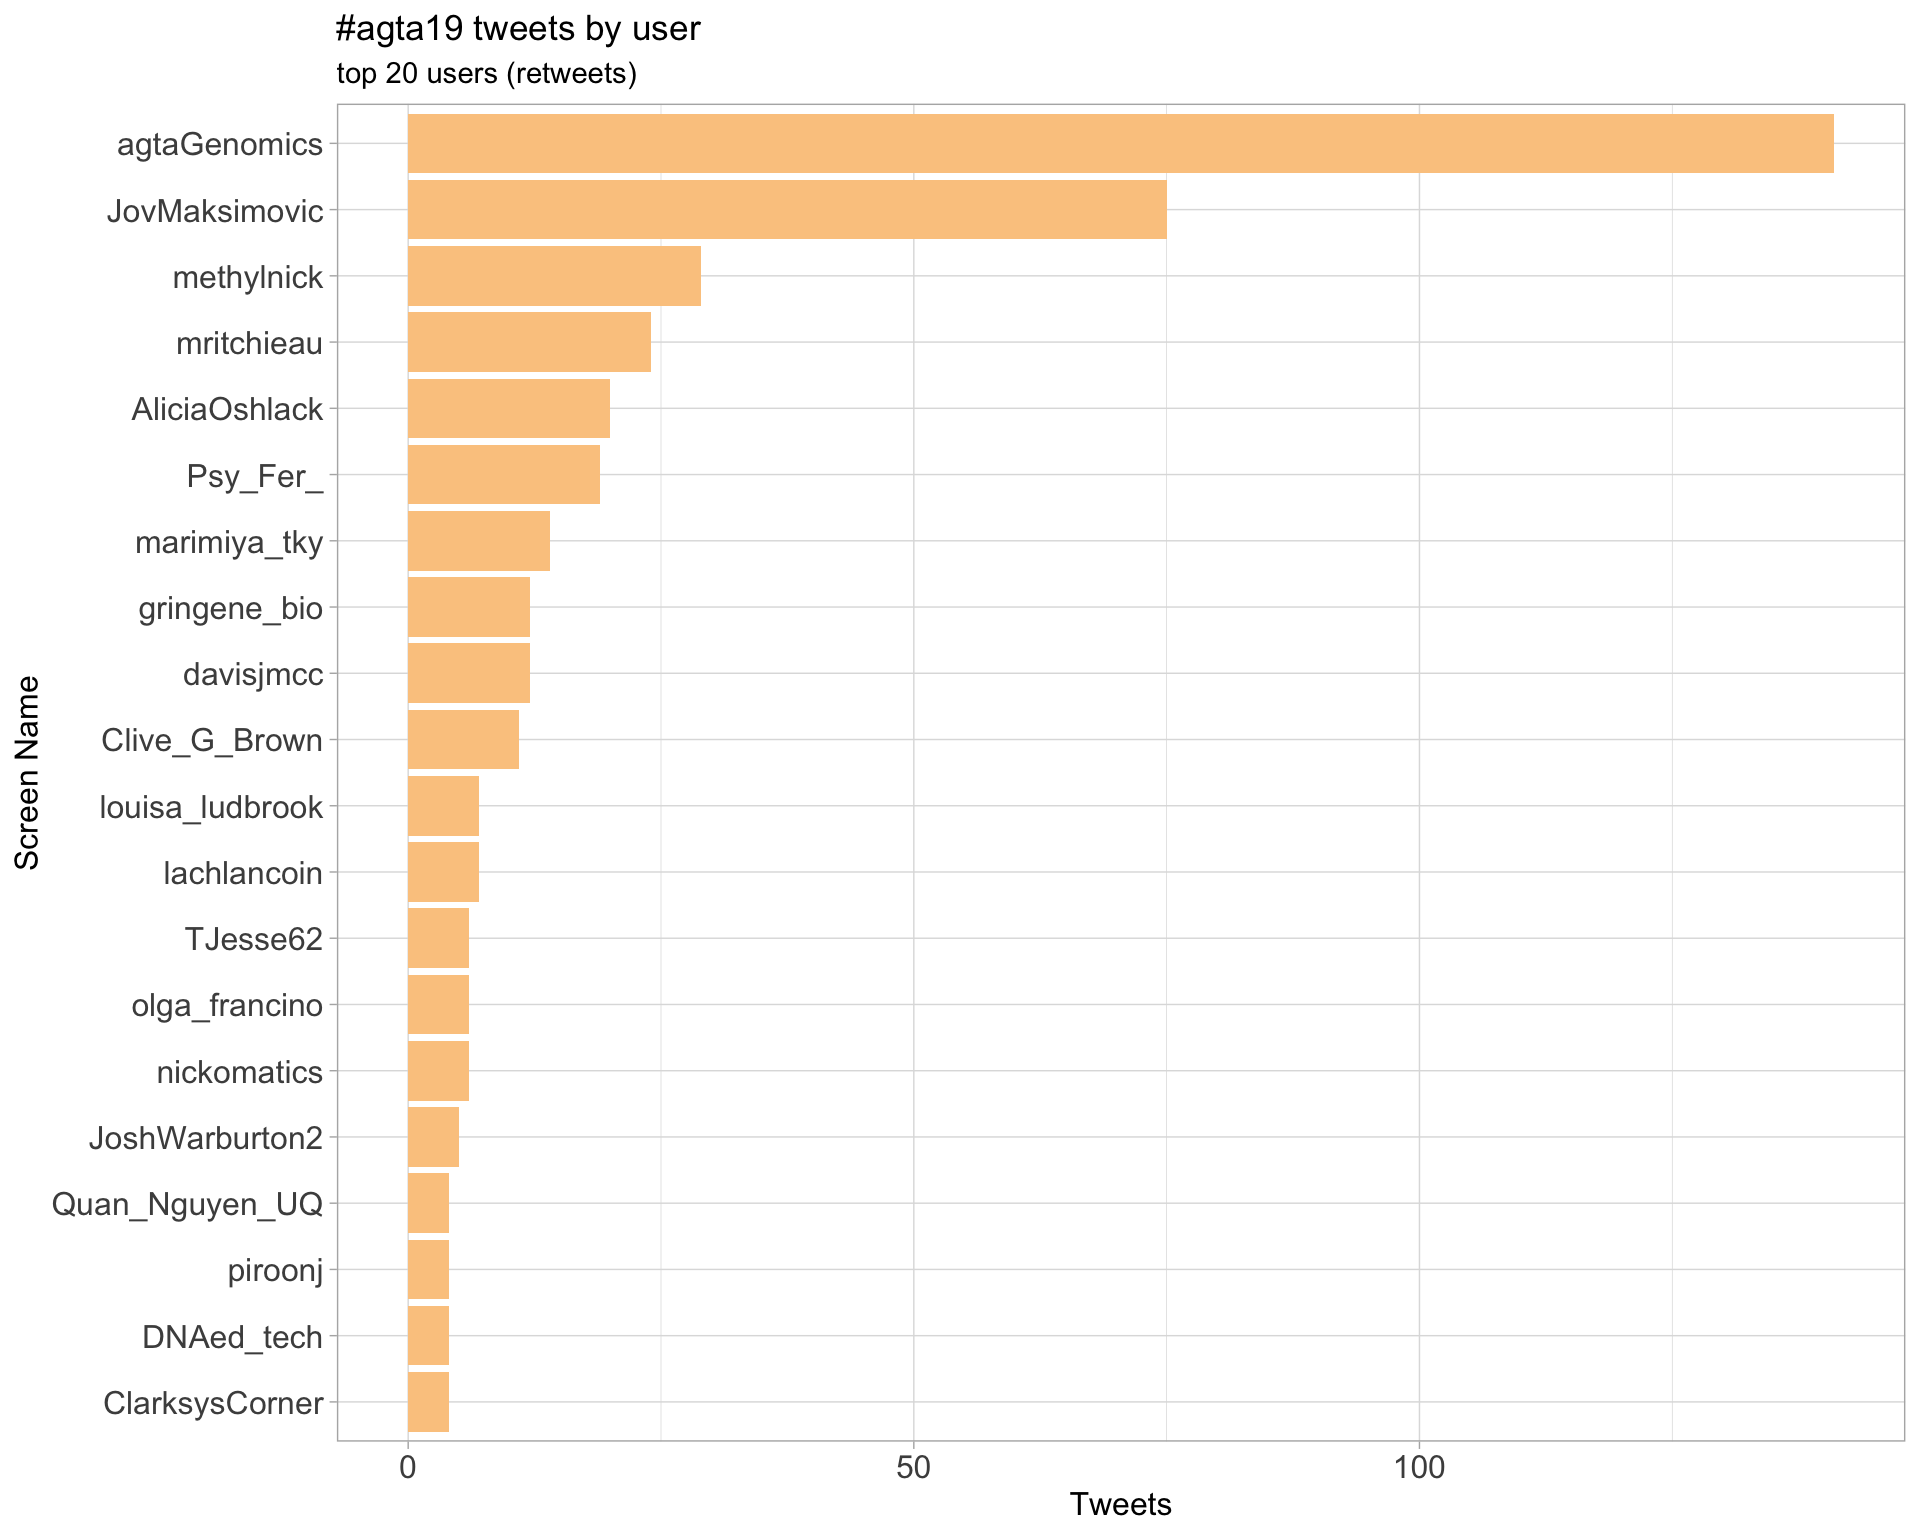 #agta19 tweets by user
top 20 users (retweets)
Screen Name
agtaGenomics
JovMaksimovic
methylnick
mritchieau
AliciaOshlack
Psy_Fer_
marimiya_tky
gringene_bio
davisjmcc
Clive_G_Brown
louisa_ludbrook
lachlancoin
TJesse62
olga_francino
nickomatics
JoshWarburton2
Quan_Nguyen_UQ
piroonj
DNAed_tech
ClarksysCorner
0 50 100
Tweets